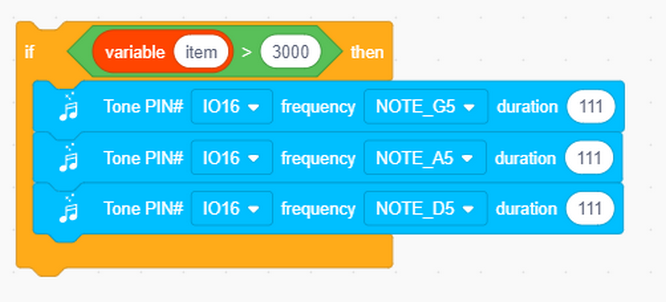 if variable item > 3000 then
Tone PIN# IO16 frequency NOTE_G5 duration 111
Tone PIN# IO16 frequency NOTE_A5 duration 111
Tone PIN# IO16 frequency NOTE_D5 duration 111